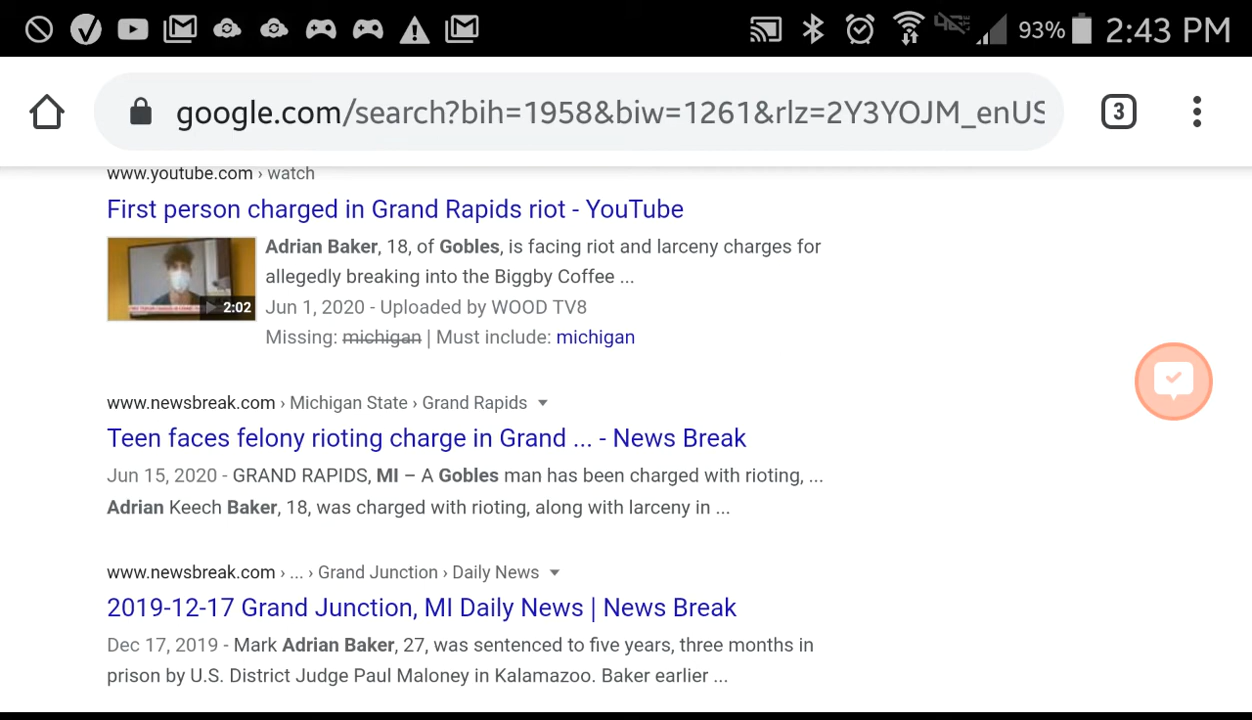 93% 2:43 PM
google.com/search?bih=1958&biw=1261&rlz=2Y3YOJM_enUS
3
www.youtube.com › watch
First person charged in Grand Rapids riot - YouTube
Adrian Baker, 18, of Gobles, is facing riot and larceny charges for
allegedly breaking into the Biggby Coffee ...
2:02
Jun 1, 2020 - Uploaded by WOOD TV8
Missing: michigan | Must include: michigan
www.newsbreak.com › Michigan State › Grand Rapids
Teen faces felony rioting charge in Grand ... - News Break
Jun 15, 2020 - GRAND RAPIDS, MI – A Gobles man has been charged with rioting, ...
Adrian Keech Baker, 18, was charged with rioting, along with larceny in ...
www.newsbreak.com › ... › Grand Junction › Daily News
2019-12-17 Grand Junction, MI Daily News | News Break
Dec 17, 2019 - Mark Adrian Baker, 27, was sentenced to five years, three months in
prison by U.S. District Judge Paul Maloney in Kalamazoo. Baker earlier ...